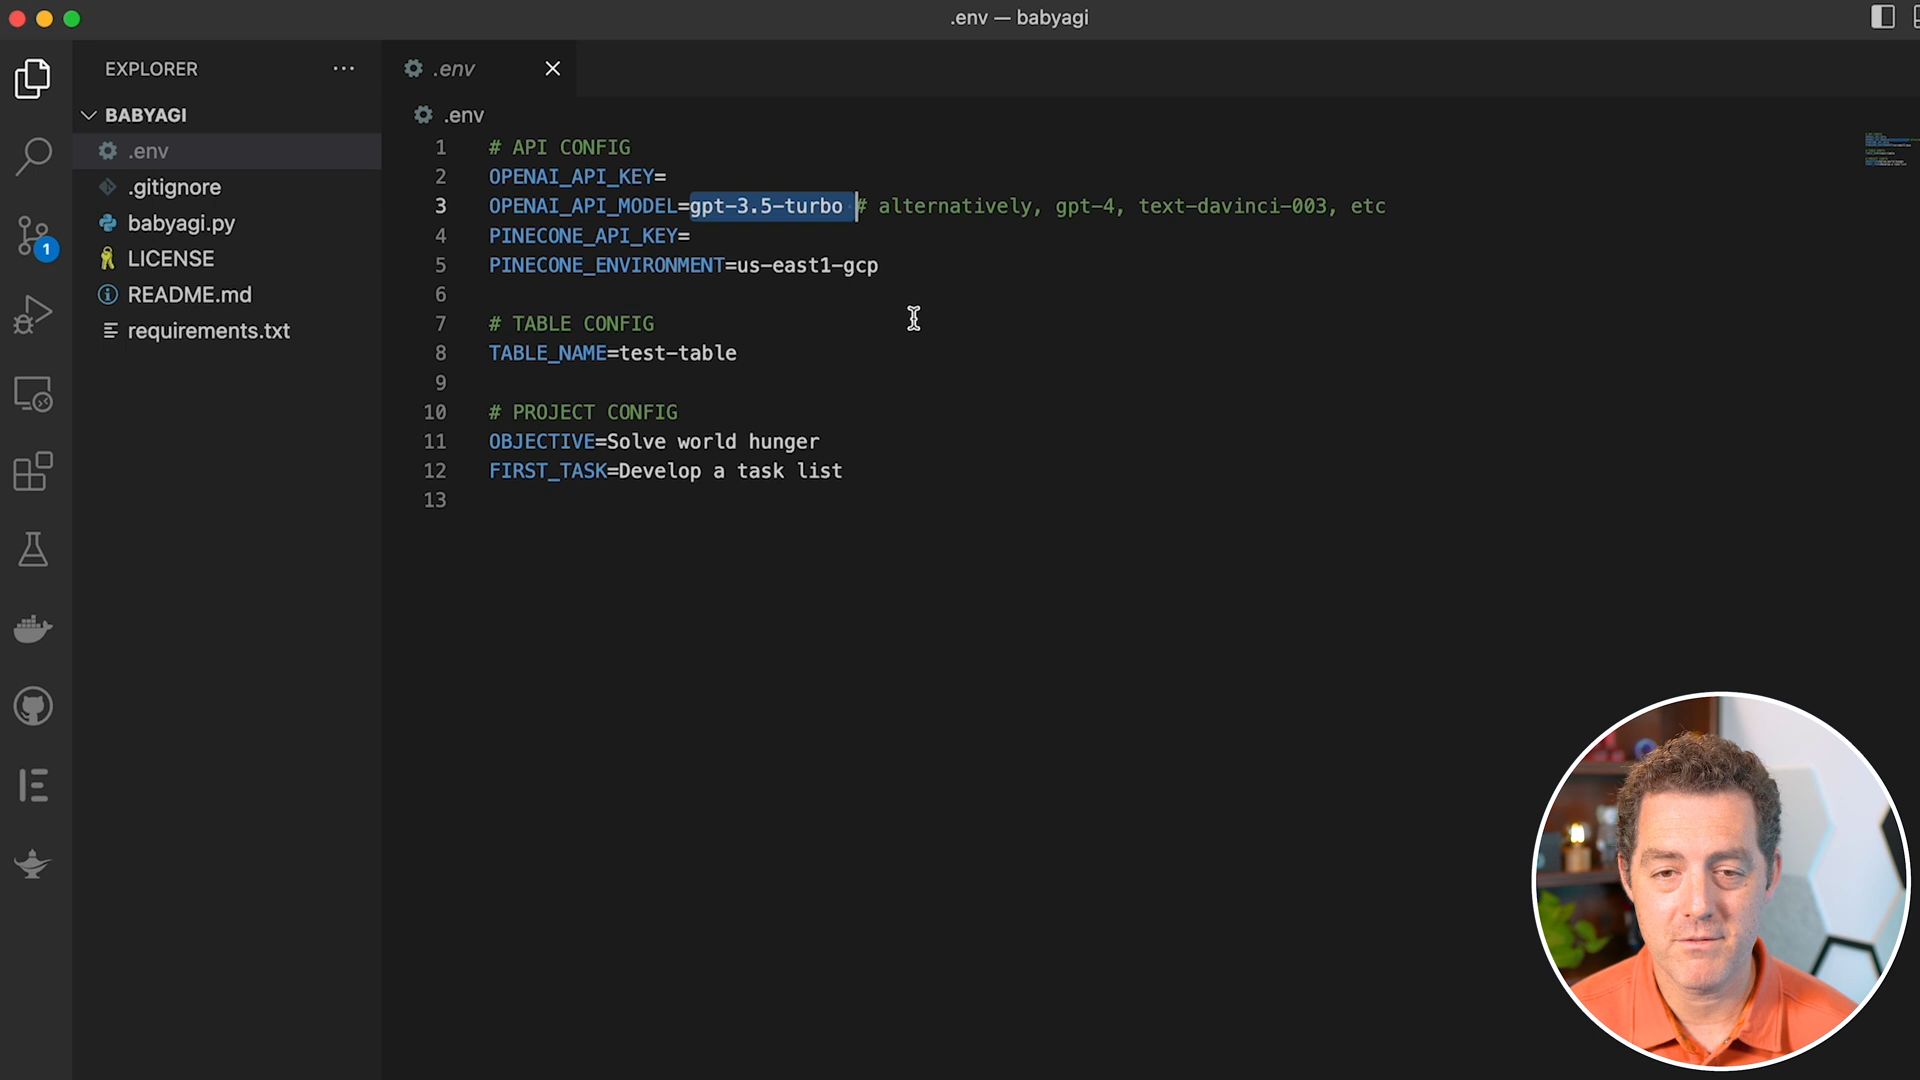 .env — babyagi
EXPLORER
BABYAGI
.env
.gitignore
babyagi.py
LICENSE
README.md
requirements.txt
1
.env
.env
1 # API CONFIG
2 OPENAI_API_KEY=
3 OPENAI_API_MODEL=gpt-3.5-turbo # alternatively, gpt-4, text-davinci-003, etc
4 PINECONE_API_KEY=
5 PINECONE_ENVIRONMENT=us-east1-gcp
6
7 # TABLE CONFIG
8 TABLE_NAME=test-table
9
10 # PROJECT CONFIG
11 OBJECTIVE=Solve world hunger
12 FIRST_TASK=Develop a task list
13